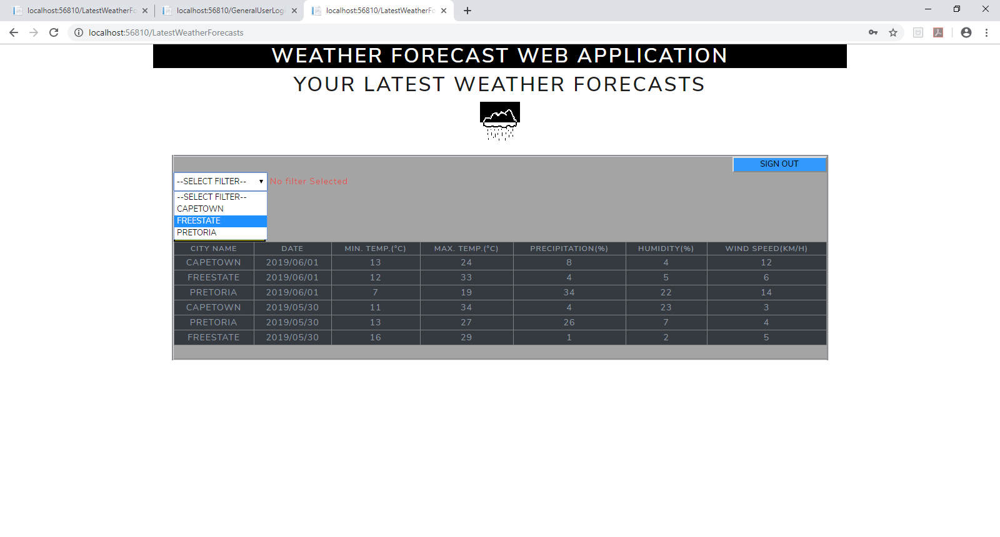 localhost:56810/LatestWeatherFo
localhost:56810/GeneralUserLogi
localhost:56810/LatestWeatherFo
localhost:56810/LatestWeatherForecasts
WEATHER FORECAST WEB APPLICATION
YOUR LATEST WEATHER FORECASTS
SIGN OUT
--SELECT FILTER-- No filter Selected
--SELECT FILTER--
CAPETOWN
FREESTATE
PRETORIA
CITY NAME DATE MIN. TEMP.(°C) MAX. TEMP.(°C) PRECIPITATION(%) HUMIDITY(%) WIND SPEED(KM/H)
CAPETOWN 2019/06/01 13 24 8 4 12
FREESTATE 2019/06/01 12 33 4 5 6
PRETORIA 2019/06/01 7 19 34 22 14
CAPETOWN 2019/05/30 11 34 4 23 3
PRETORIA 2019/05/30 13 27 26 7 4
FREESTATE 2019/05/30 16 29 1 2 5